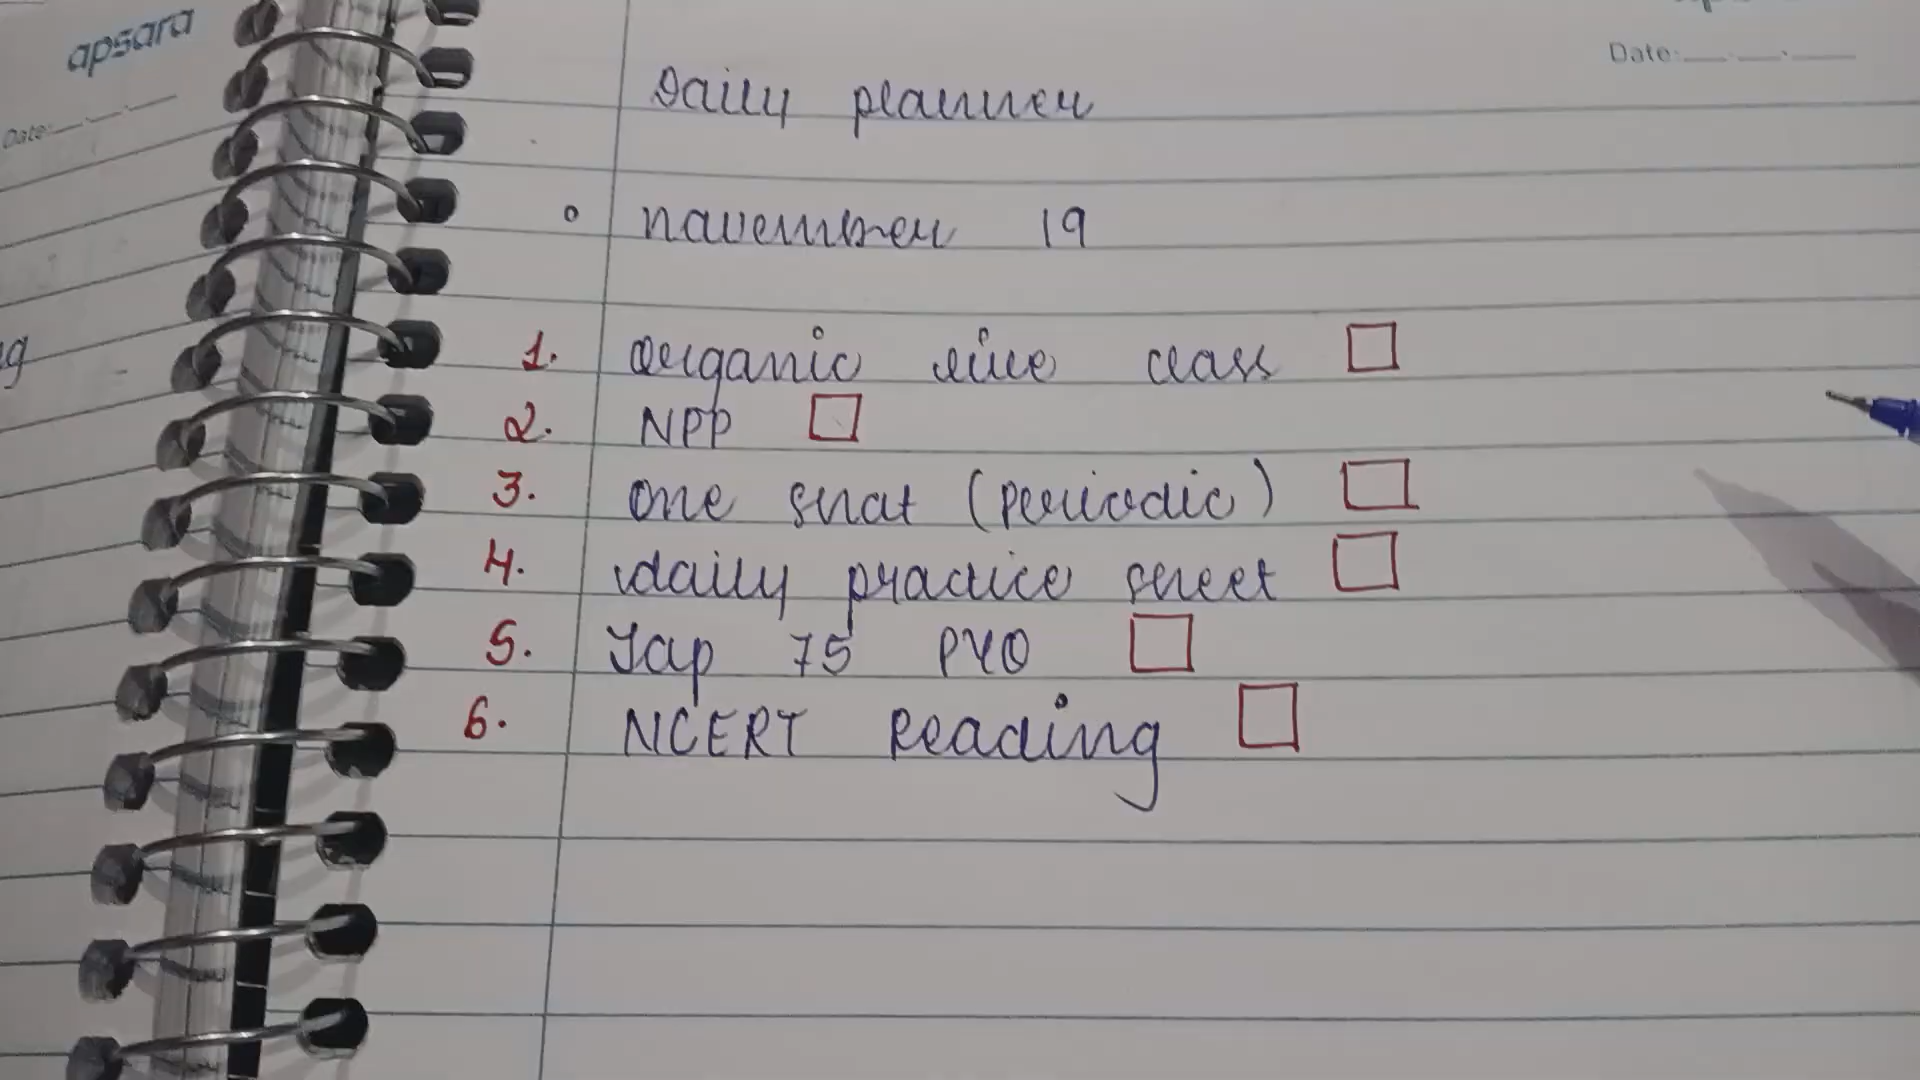 apsara
Date:
Date:
Daily planner
november 19
1. Organic live class
2. NPP
3. one shot (periodic)
4. daily practice sheet
5. Top 75 PYQ
6. NCERT Reading